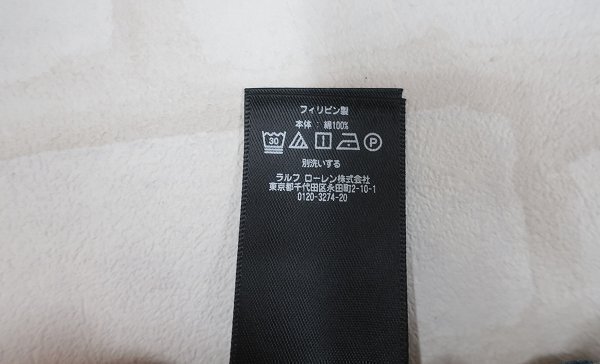 フィリピン製
本体：綿100%
30 P
別洗いする
ラルフ ローレン株式会社
東京都千代田区永田町2-10-1
0120-3274-20